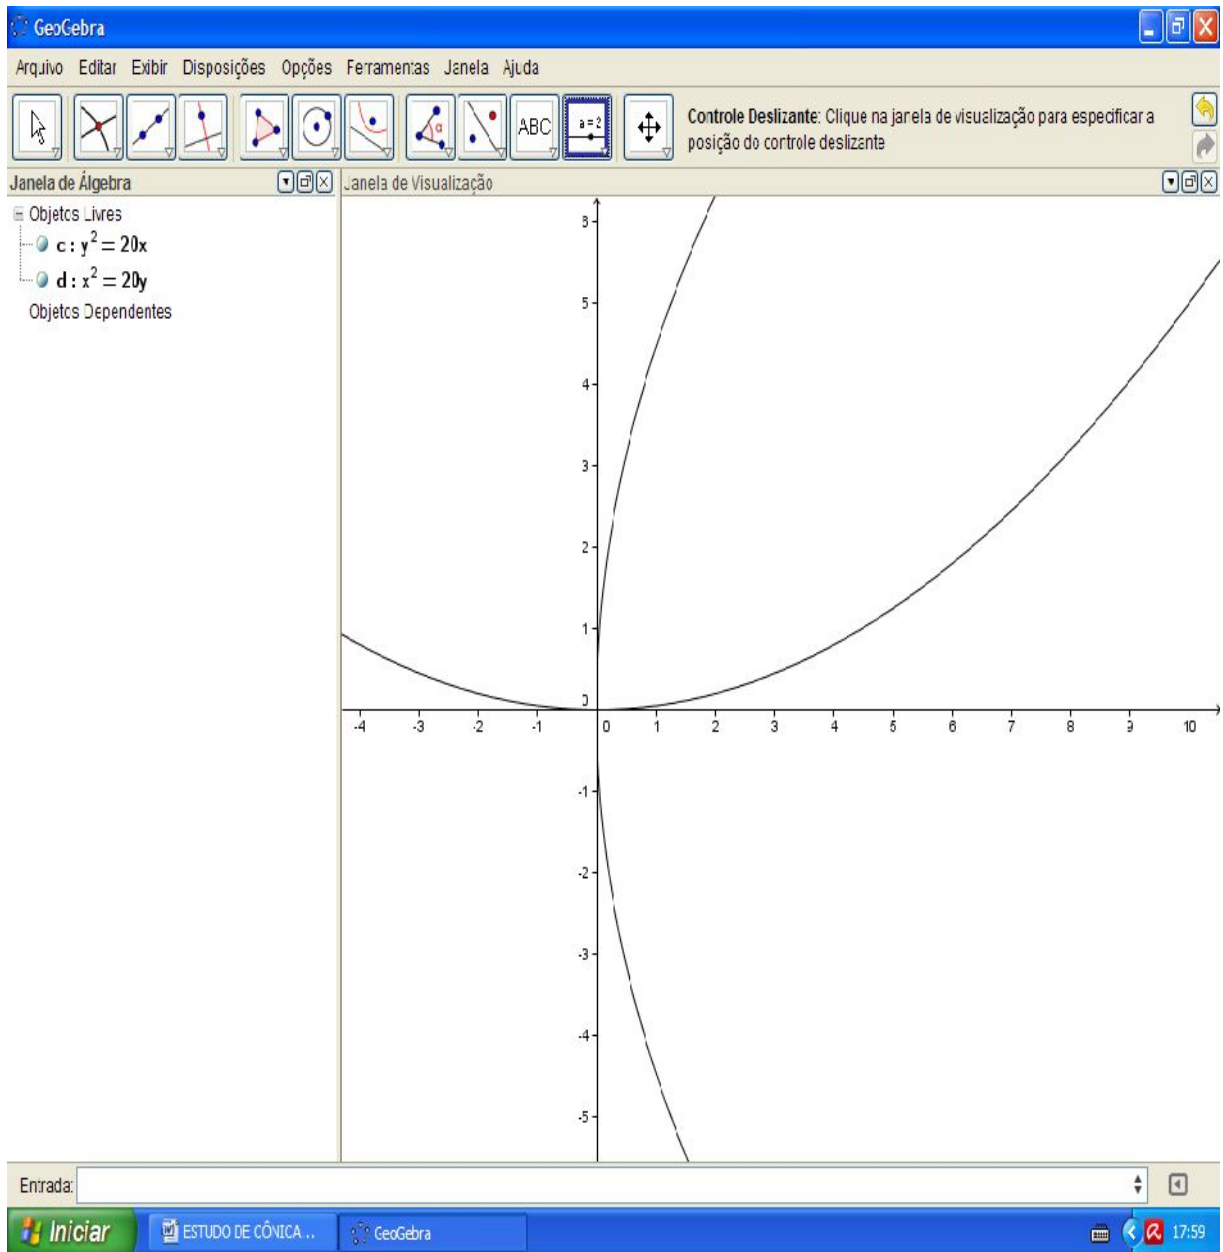 GeoGebra
Arquivo Editar Exibir Disposições Opções Ferramentas Janela Ajuda
ABC
a = 2
α
Controle Deslizante: Clique na janela de visualização para especificar a
posição do controle deslizante
Janela de Álgebra
Janela de Visualização
Objetos Livres
c : y² = 20x
d : x² = 20y
Objetos Dependentes
6
5
4
3
2
1
0
-4 -3 -2 -1 0 1 2 3 4 5 6 7 8 9 10
-1
-2
-3
-4
-5
Entrada:
Iniciar
ESTUDO DE CÔNICA ..
GeoGebra
17:59